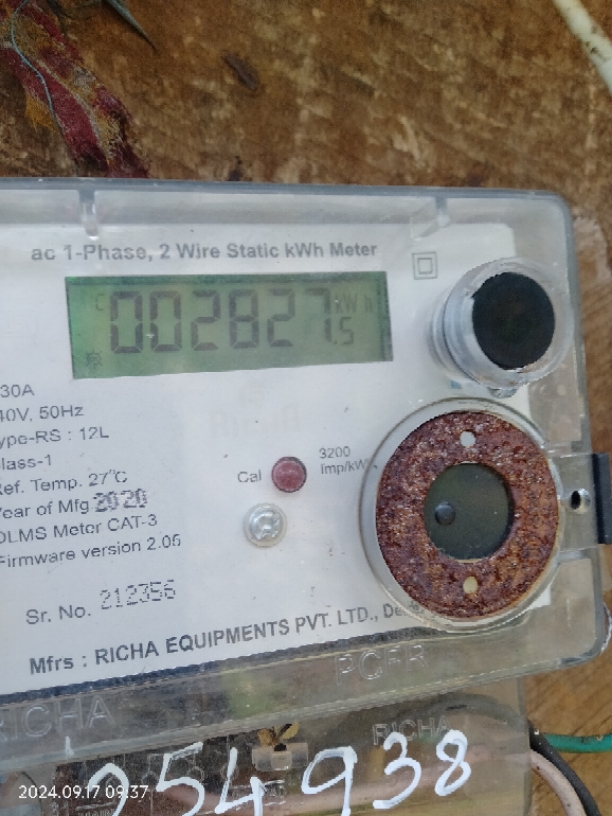 ac 1-Phase, 2 Wire Static kWh Meter
C 002827.5 kWh
30A
40V, 50Hz
ype-RS : 12L
lass-1
Ref. Temp. 27°C
Year of Mfg 2020
DLMS Meter CAT-3
Firmware version 2.05
Cal
3200
Imp/kW
Sr. No. 212356
Mfrs : RICHA EQUIPMENTS PVT. LTD., De
RICHA
RICHA
254938
2024.09.17 09:37